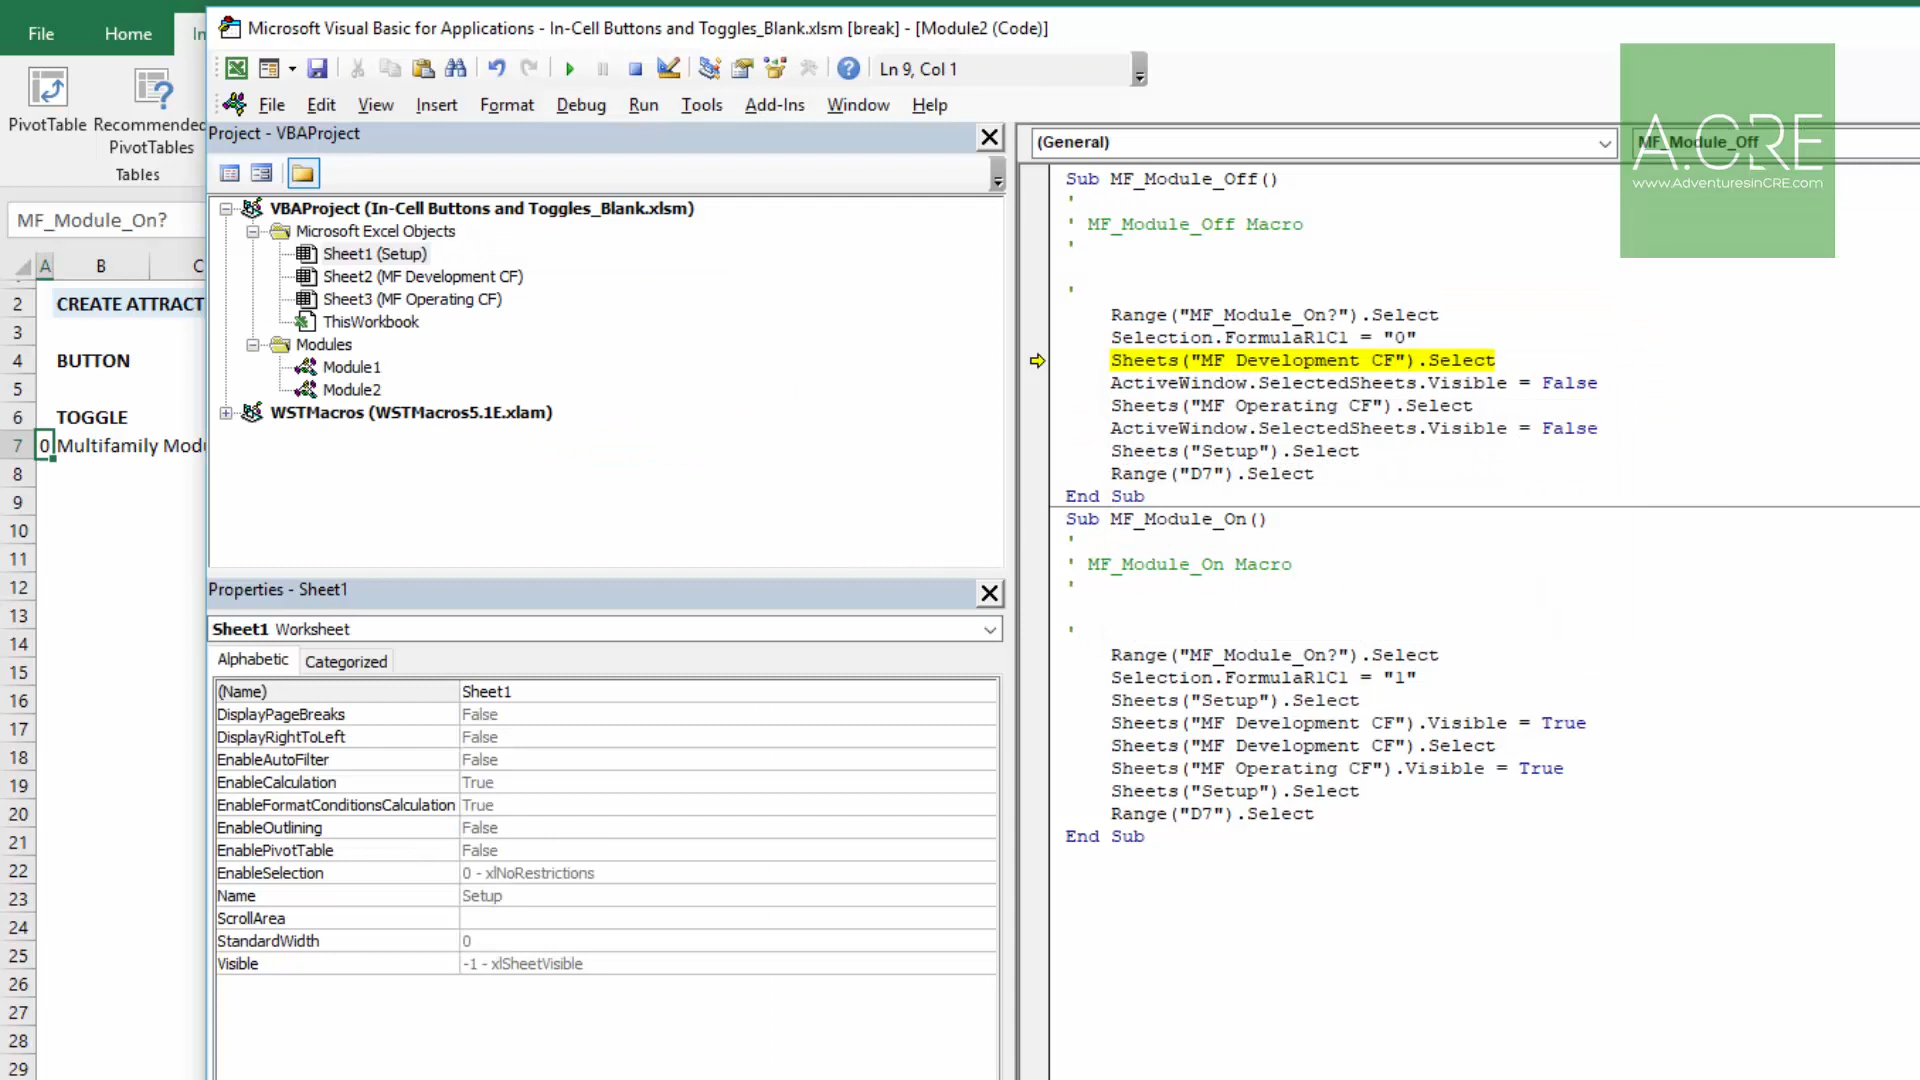 File
Home
In
Microsoft Visual Basic for Applications - In-Cell Buttons and Toggles_Blank.xlsm [break] - [Module2 (Code)]
Ln 9, Col 1
File Edit View Insert Format Debug Run Tools Add-Ins Window Help
PivotTable
Recommended
PivotTables
Tables
MF_Module_On?
A B C
2 CREATE ATTRACT
3
4 BUTTON
5
6 TOGGLE
7 0 Multifamily Modu
8
9
10
11
12
13
14
15
16
17
18
19
20
21
22
23
24
25
26
27
28
29
Project - VBAProject
VBAProject (In-Cell Buttons and Toggles_Blank.xlsm)
Microsoft Excel Objects
Sheet1 (Setup)
Sheet2 (MF Development CF)
Sheet3 (MF Operating CF)
ThisWorkbook
Modules
Module1
Module2
WSTMacros (WSTMacros5.1E.xlam)
Properties - Sheet1
Sheet1 Worksheet
Alphabetic Categorized
(Name) Sheet1
DisplayPageBreaks False
DisplayRightToLeft False
EnableAutoFilter False
EnableCalculation True
EnableFormatConditionsCalculation True
EnableOutlining False
EnablePivotTable False
EnableSelection 0 - xlNoRestrictions
Name Setup
ScrollArea
StandardWidth 0
Visible -1 - xlSheetVisible
(General)
MF_Module_Off
A.CRE
www.AdventuresinCRE.com
Sub MF_Module_Off()
'
' MF_Module_Off Macro
'
'
Range("MF_Module_On?").Select
Selection.FormulaR1C1 = "0"
Sheets("MF Development CF").Select
ActiveWindow.SelectedSheets.Visible = False
Sheets("MF Operating CF").Select
ActiveWindow.SelectedSheets.Visible = False
Sheets("Setup").Select
Range("D7").Select
End Sub
Sub MF_Module_On()
'
' MF_Module_On Macro
'
'
Range("MF_Module_On?").Select
Selection.FormulaR1C1 = "1"
Sheets("Setup").Select
Sheets("MF Development CF").Visible = True
Sheets("MF Development CF").Select
Sheets("MF Operating CF").Visible = True
Sheets("Setup").Select
Range("D7").Select
End Sub